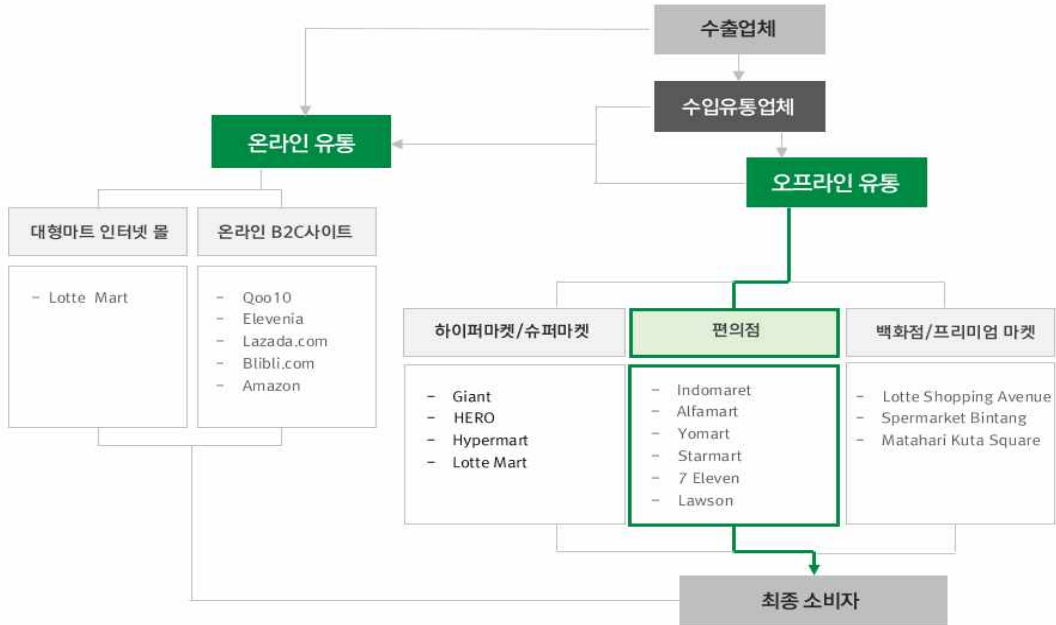 수출업체
수입유통업체
온라인 유통
오프라인 유통
대형마트 인터넷 몰
온라인 B2C사이트
- Lotte Mart
- Qoo10
- Elevenia
- Lazada.com
- Blibli.com
- Amazon
하이퍼마켓/슈퍼마켓
편의점
백화점/프리미엄 마켓
- Giant
- HERO
- Hypermart
- Lotte Mart
- Indomaret
- Alfamart
- Yomart
- Starmart
- 7 Eleven
- Lawson
- Lotte Shopping Avenue
- Spermarket Bintang
- Matahari Kuta Square
최종 소비자